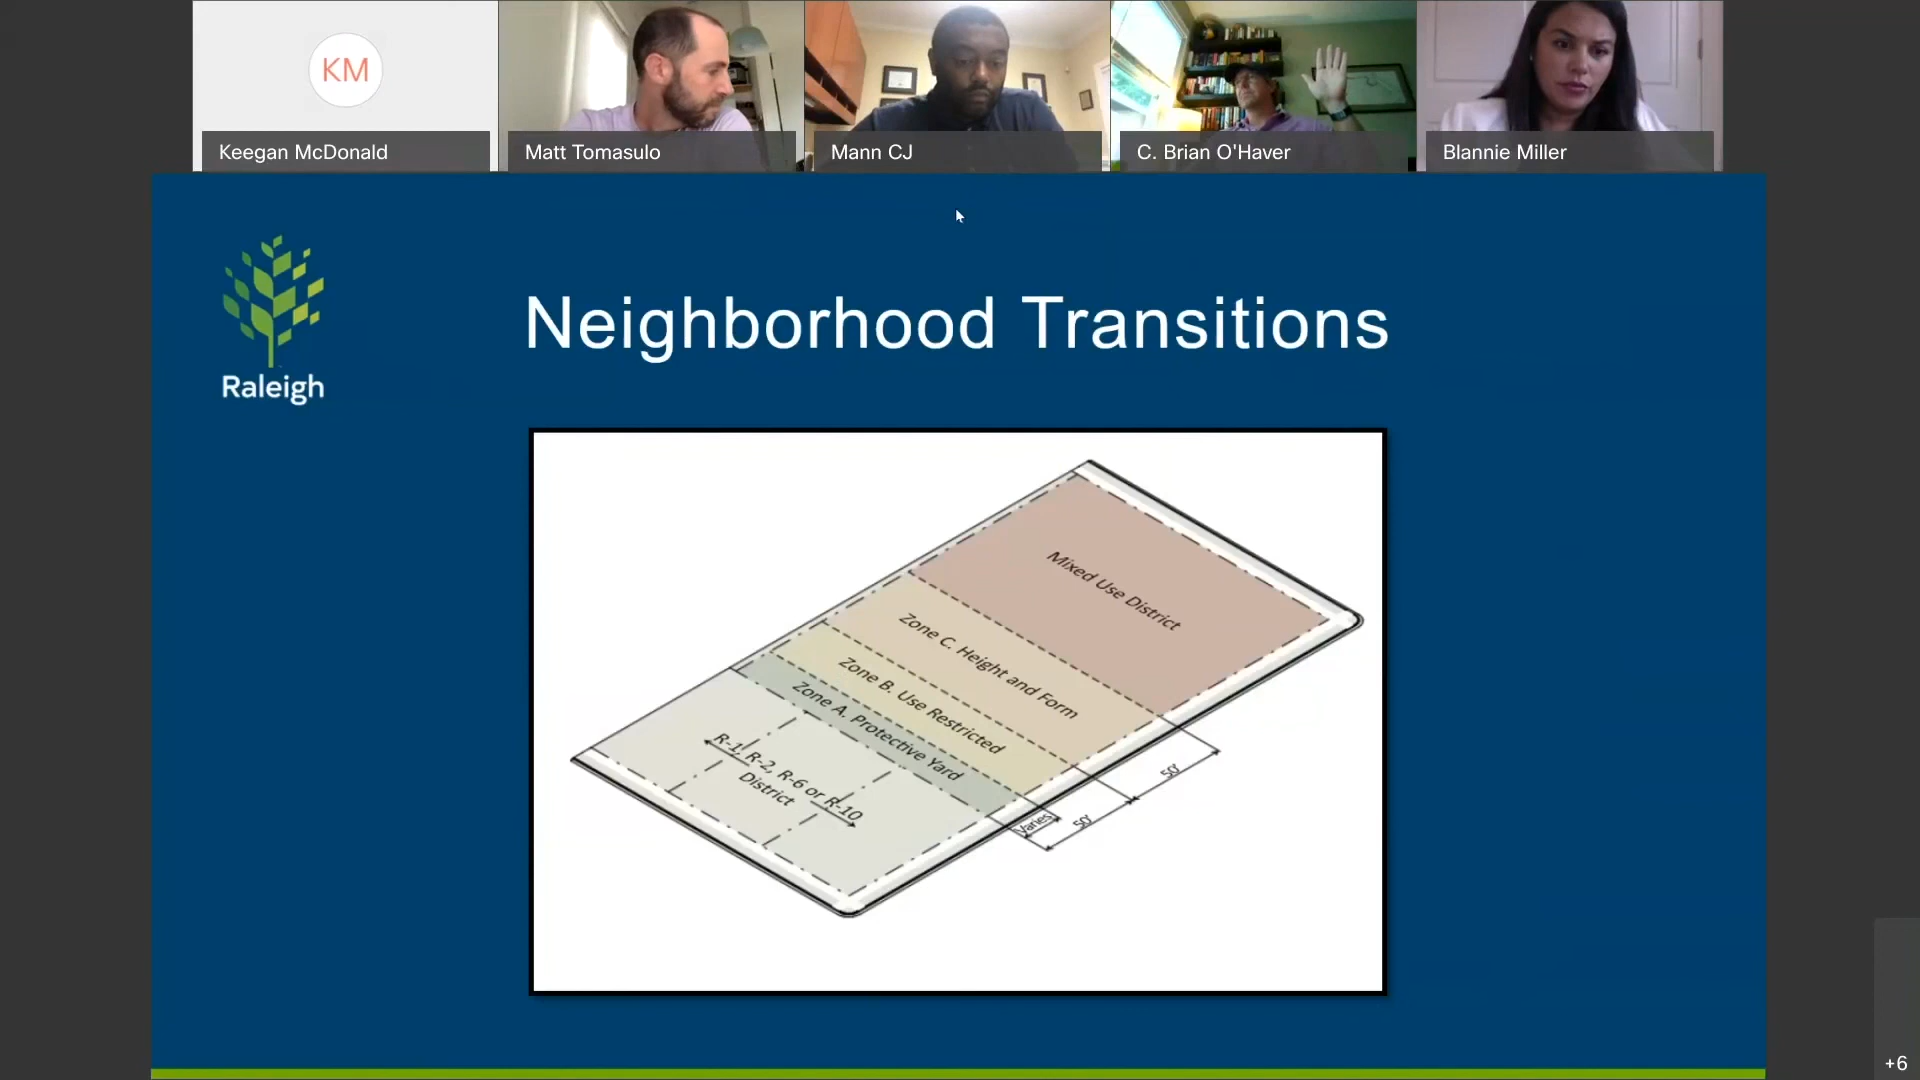 KM
Keegan McDonald
Matt Tomasulo
Mann CJ
C. Brian O'Haver
Blannie Miller
Raleigh
Neighborhood Transitions
Mixed Use District
Zone C. Height and Form
Zone B. Use Restricted
Zone A. Protective Yard
R-1, R-2, R-6 or R-10
District
50'
50'
Varies
+6